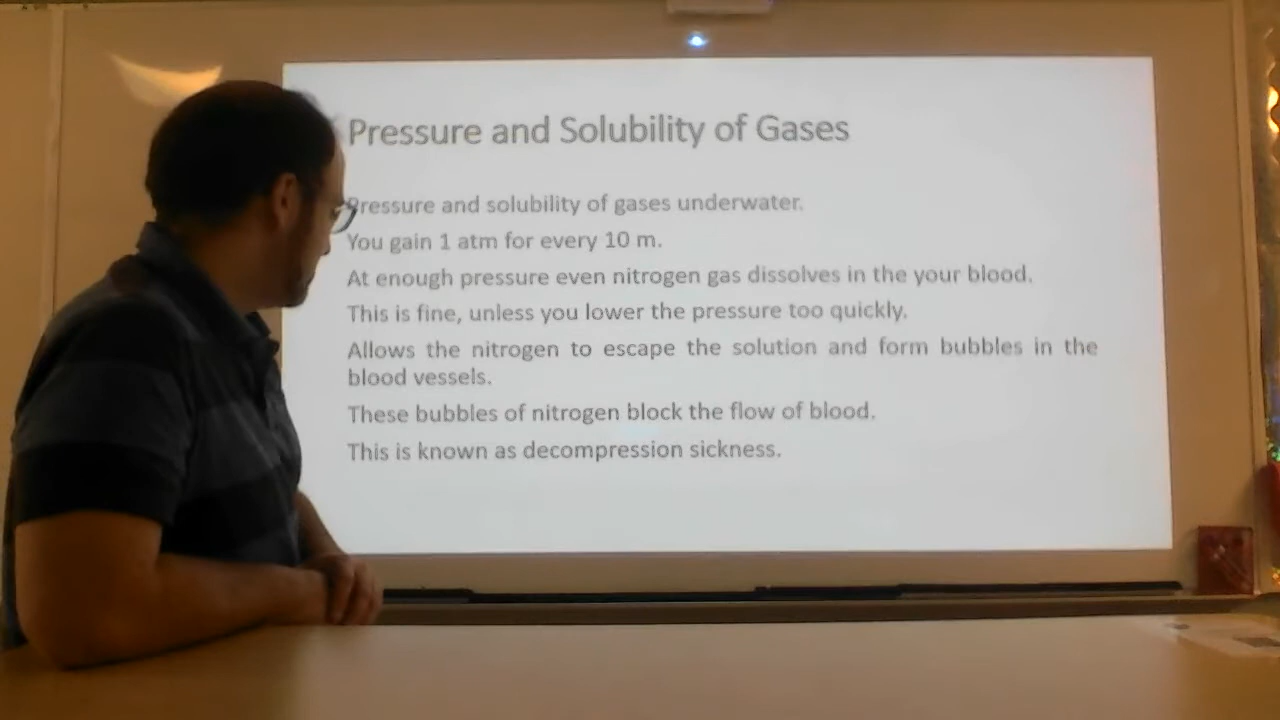 Pressure and Solubility of Gases
Pressure and solubility of gases underwater.
You gain 1 atm for every 10 m.
At enough pressure even nitrogen gas dissolves in the your blood.
This is fine, unless you lower the pressure too quickly.
Allows the nitrogen to escape the solution and form bubbles in the
blood vessels.
These bubbles of nitrogen block the flow of blood.
This is known as decompression sickness.